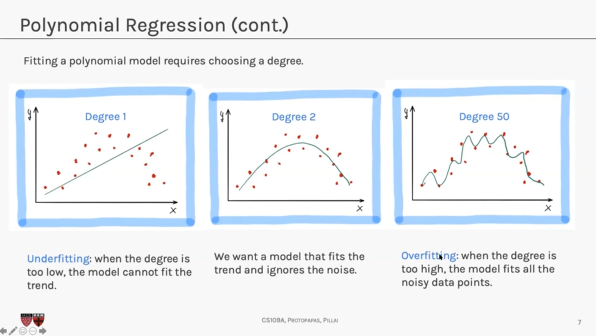 Polynomial Regression (cont.)
Fitting a polynomial model requires choosing a degree.
Degree 1
y
x
Degree 2
y
x
Degree 50
y
x
Underfitting: when the degree is
too low, the model cannot fit the
trend.
We want a model that fits the
trend and ignores the noise.
Overfitting: when the degree is
too high, the model fits all the
noisy data points.
CS109A, Protopapas, Pillai
7